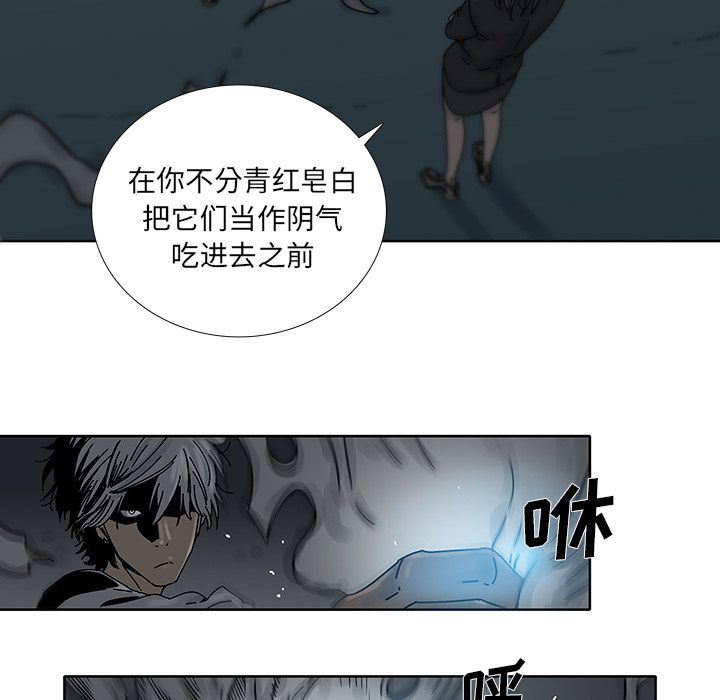 在你不分青红皂白
把它们当作阴气
吃进去之前
咻
呼